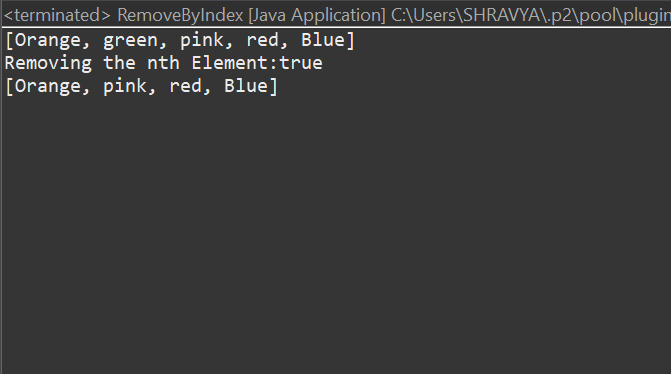 <terminated> RemoveByIndex [Java Application] C:\Users\SHRAVYA\.p2\pool\plugin
[Orange, green, pink, red, Blue]
Removing the nth Element:true
[Orange, pink, red, Blue]